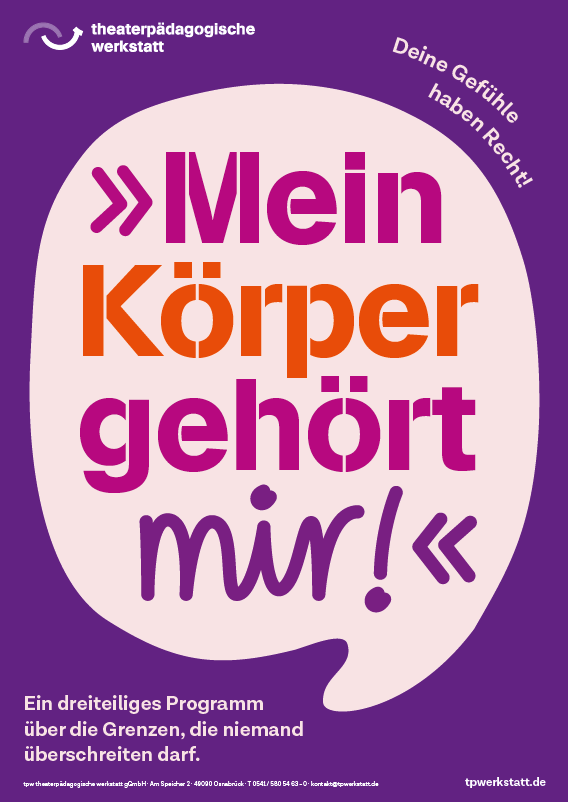 theaterpädagogische
werkstatt
Deine Gefühle
haben Recht!
»Mein
Körper
gehört
mir!«
Ein dreiteiliges Programm
über die Grenzen, die niemand
überschreiten darf.
tpw theaterpädagogische werkstatt gGmbH · Am Speicher 2 · 49090 Osnabrück · T 0541 / 580 54 63 – 0 · kontakt@tpwerkstatt.de
tpwerkstatt.de